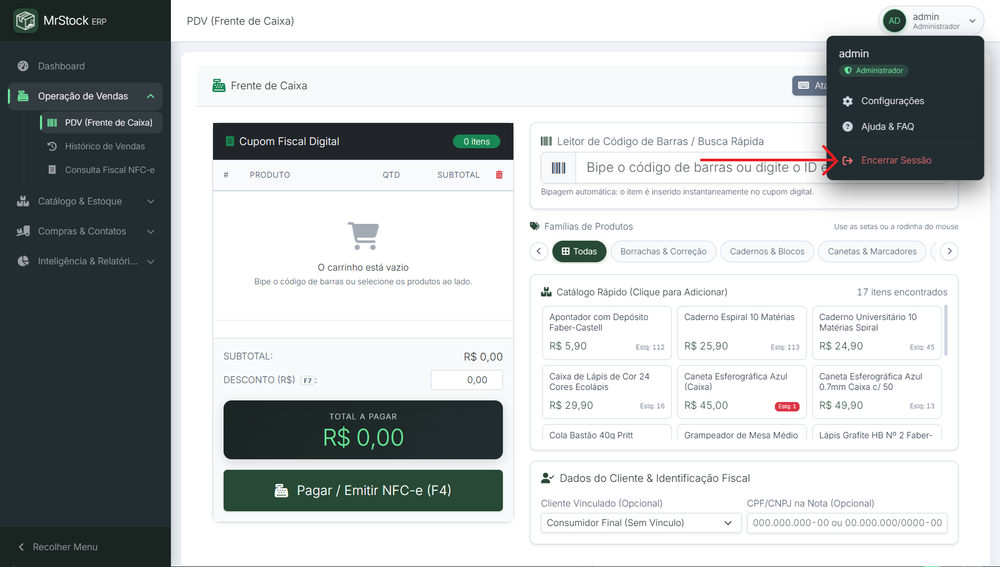 MrStock ERP
PDV (Frente de Caixa)
AD
admin
Administrador
Dashboard
Operação de Vendas
PDV (Frente de Caixa)
Histórico de Vendas
Consulta Fiscal NFC-e
Catálogo & Estoque
Compras & Contatos
Inteligência & Relatóri...
Recolher Menu
admin
Administrador
Configurações
Ajuda & FAQ
Encerrar Sessão
Frente de Caixa
Cupom Fiscal Digital
0 itens
# PRODUTO QTD SUBTOTAL
O carrinho está vazio
Bipe o código de barras ou selecione os produtos ao lado.
SUBTOTAL: R$ 0,00
DESCONTO (R$) F7: 0,00
TOTAL A PAGAR
R$ 0,00
Pagar / Emitir NFC-e (F4)
Leitor de Código de Barras / Busca Rápida
Bipe o código de barras ou digite o ID
Bipagem automática: o item é inserido instantaneamente no cupom digital.
Famílias de Produtos
Use as setas ou a rodinha do mouse
Todas
Borrachas & Correção
Cadernos & Blocos
Canetas & Marcadores
Catálogo Rápido (Clique para Adicionar)
17 itens encontrados
Apontador com Depósito
Faber-Castell
R$ 5,90 Estq: 112
Caderno Espiral 10 Matérias
R$ 25,90 Estq: 113
Caderno Universitário 10
Matérias Spiral
R$ 24,90 Estq: 45
Caixa de Lápis de Cor 24
Cores Ecolápis
R$ 29,90 Estq: 16
Caneta Esferográfica Azul
(Caixa)
R$ 45,00 Estq: 1
Caneta Esferográfica Azul
0.7mm Caixa c/ 50
R$ 49,90 Estq: 13
Cola Bastão 40g Pritt
Grampeador de Mesa Médio
Lápis Grafite HB Nº 2 Faber-
Dados do Cliente & Identificação Fiscal
Cliente Vinculado (Opcional)
Consumidor Final (Sem Vínculo)
CPF/CNPJ na Nota (Opcional)
000.000.000-00 ou 00.000.000/0000-00